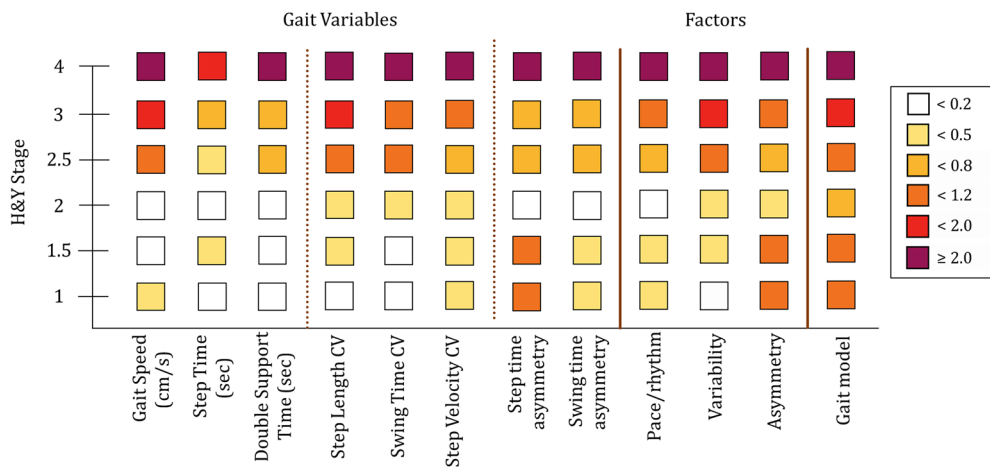 Gait Variables
Factors
4
3
2.5
2
1.5
1
H&Y Stage
< 0.2
< 0.5
< 0.8
< 1.2
< 2.0
≥ 2.0
Gait Speed
(cm/s)
Step Time
(sec)
Double Support
Time (sec)
Step Length CV
Swing Time CV
Step Velocity CV
Step time
asymmetry
Swing time
asymmetry
Pace/rhythm
Variability
Asymmetry
Gait model